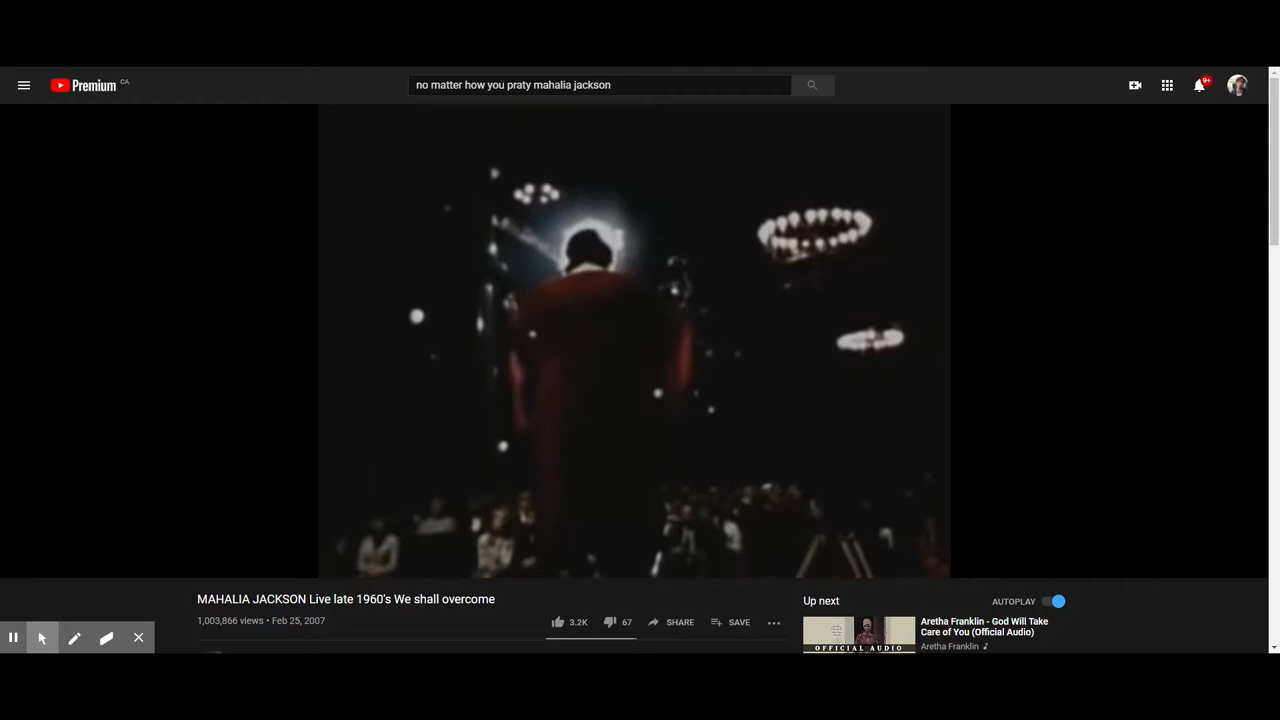 Premium CA
no matter how you praty mahalia jackson
9+
MAHALIA JACKSON Live late 1960's We shall overcome
1,003,866 views • Feb 25, 2007
3.2K
67
SHARE
SAVE
Up next
AUTOPLAY
OFFICIAL AUDIO
Aretha Franklin - God Will Take
Care of You (Official Audio)
Aretha Franklin